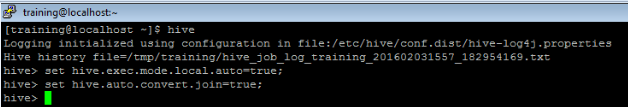 training@localhost:~
[training@localhost ~]$ hive
Logging initialized using configuration in file:/etc/hive/conf.dist/hive-log4j.properties
Hive history file=/tmp/training/hive_job_log_training_201602031557_182954169.txt
hive> set hive.exec.mode.local.auto=true;
hive> set hive.auto.convert.join=true;
hive>